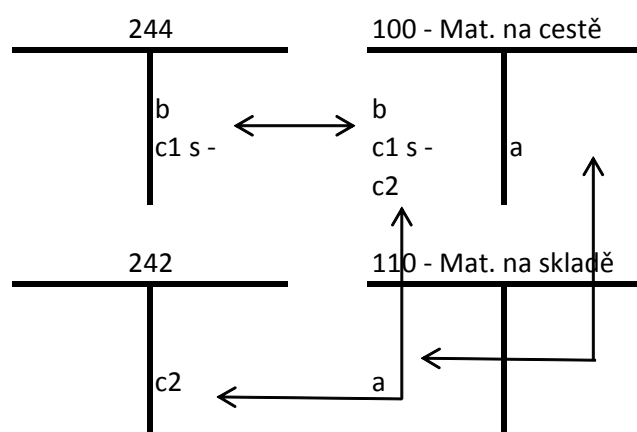 244
b
c1 s -
100 - Mat. na cestě
b
c1 s -
c2
a
242
c2
110 - Mat. na skladě
a